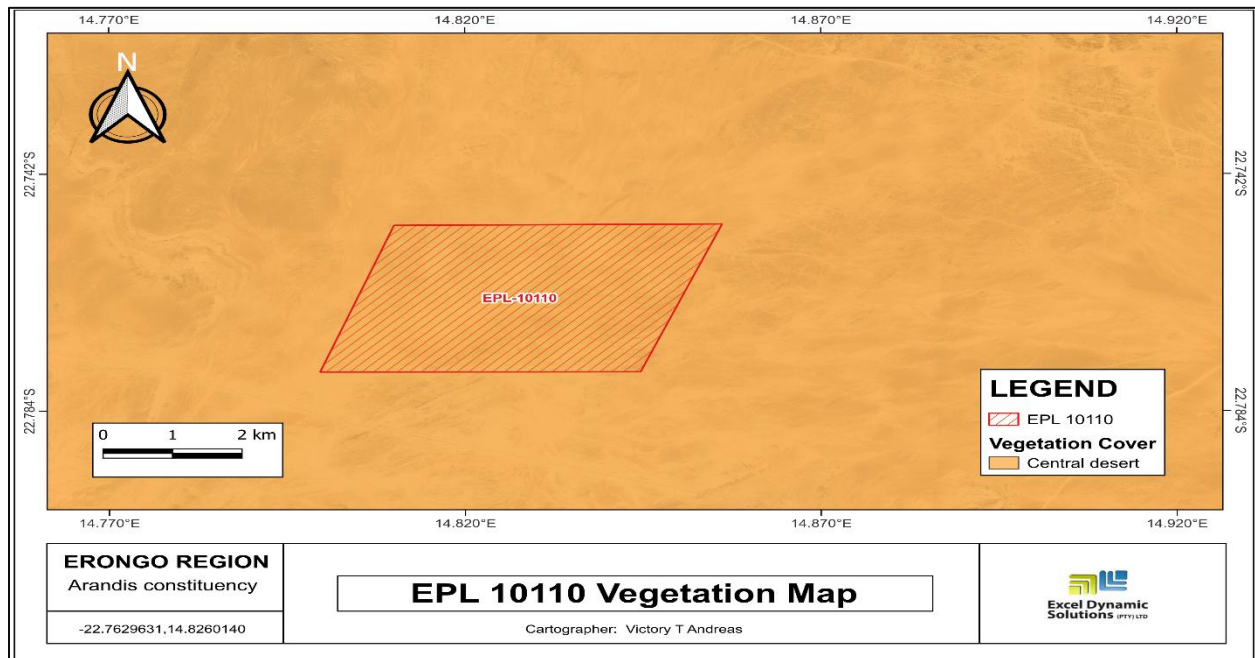 14.770°E 14.820°E 14.870°E 14.920°E
N
22.742°S 22.742°S
EPL-10110
22.784°S 22.784°S
0 1 2 km
LEGEND
EPL 10110
Vegetation Cover
Central desert
14.770°E 14.820°E 14.870°E 14.920°E
ERONGO REGION
Arandis constituency
-22.7629631,14.8260140
EPL 10110 Vegetation Map
Cartographer: Victory T Andreas
Excel Dynamic
Solutions (PTY) LTD